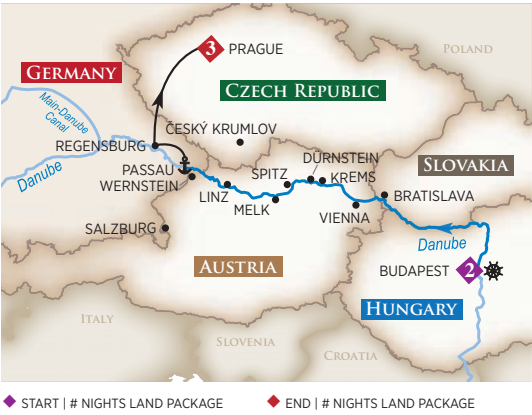 3 PRAGUE
POLAND
GERMANY
CZECH REPUBLIC
Main-Danube
Canal
ČESKÝ KRUMLOV
REGENSBURG
DÜRNSTEIN
SLOVAKIA
Danube
PASSAU
SPITZ
KREMS
WERNSTEIN
LINZ
BRATISLAVA
MELK
VIENNA
SALZBURG
Danube
AUSTRIA
BUDAPEST 2
HUNGARY
ITALY
SLOVENIA
CROATIA
START | # NIGHTS LAND PACKAGE
END | # NIGHTS LAND PACKAGE